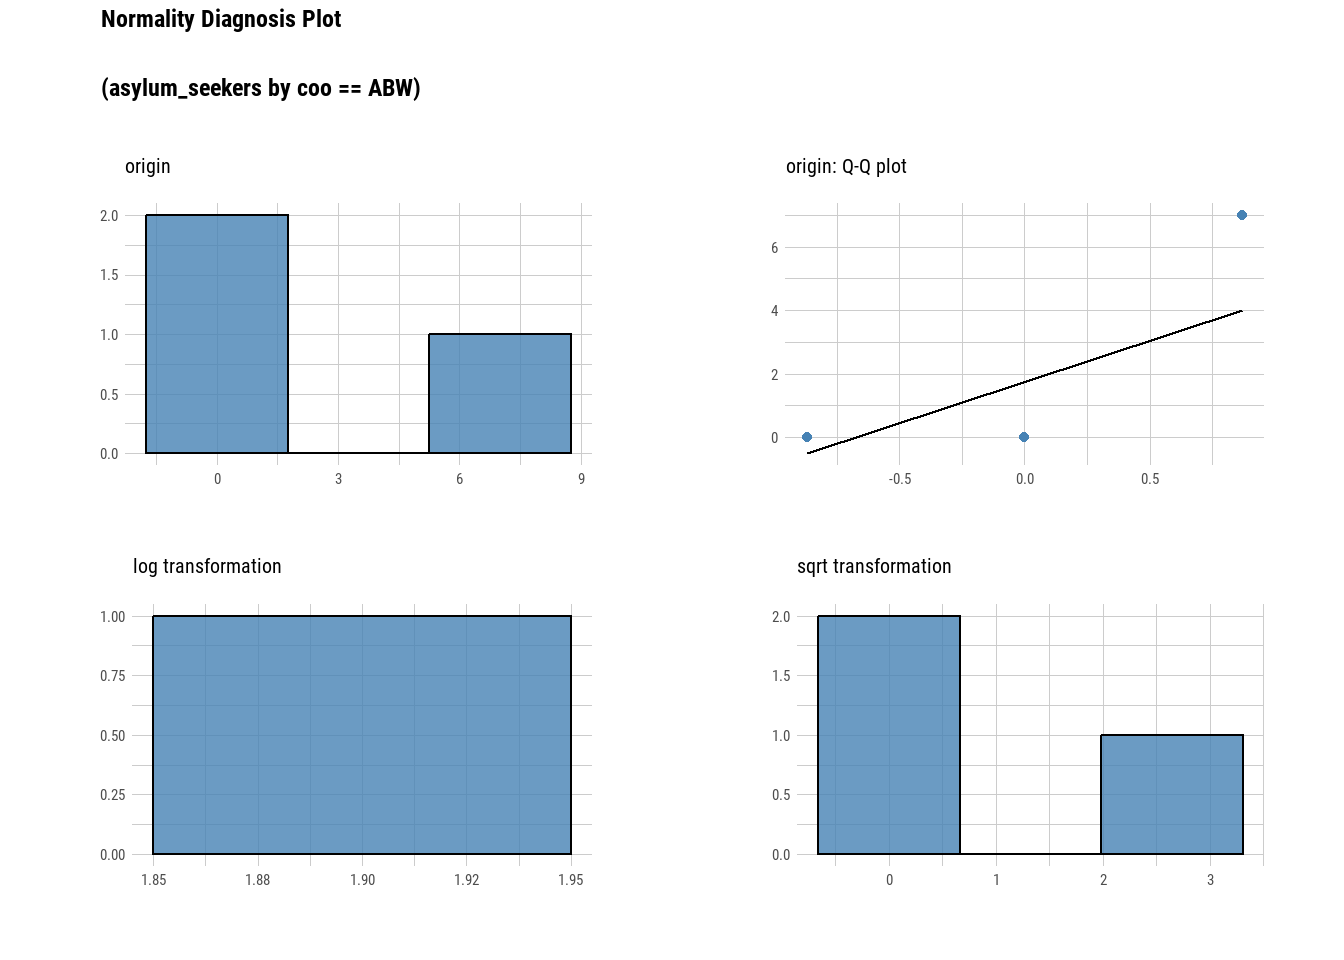 Normality Diagnosis Plot
(asylum_seekers by coo == ABW)
origin
2.0
1.5
1.0
0.5
0.0
0 3 6 9
origin: Q-Q plot
6
4
2
0
-0.5 0.0 0.5
log transformation
1.00
0.75
0.50
0.25
0.00
1.85 1.88 1.90 1.92 1.95
sqrt transformation
2.0
1.5
1.0
0.5
0.0
0 1 2 3